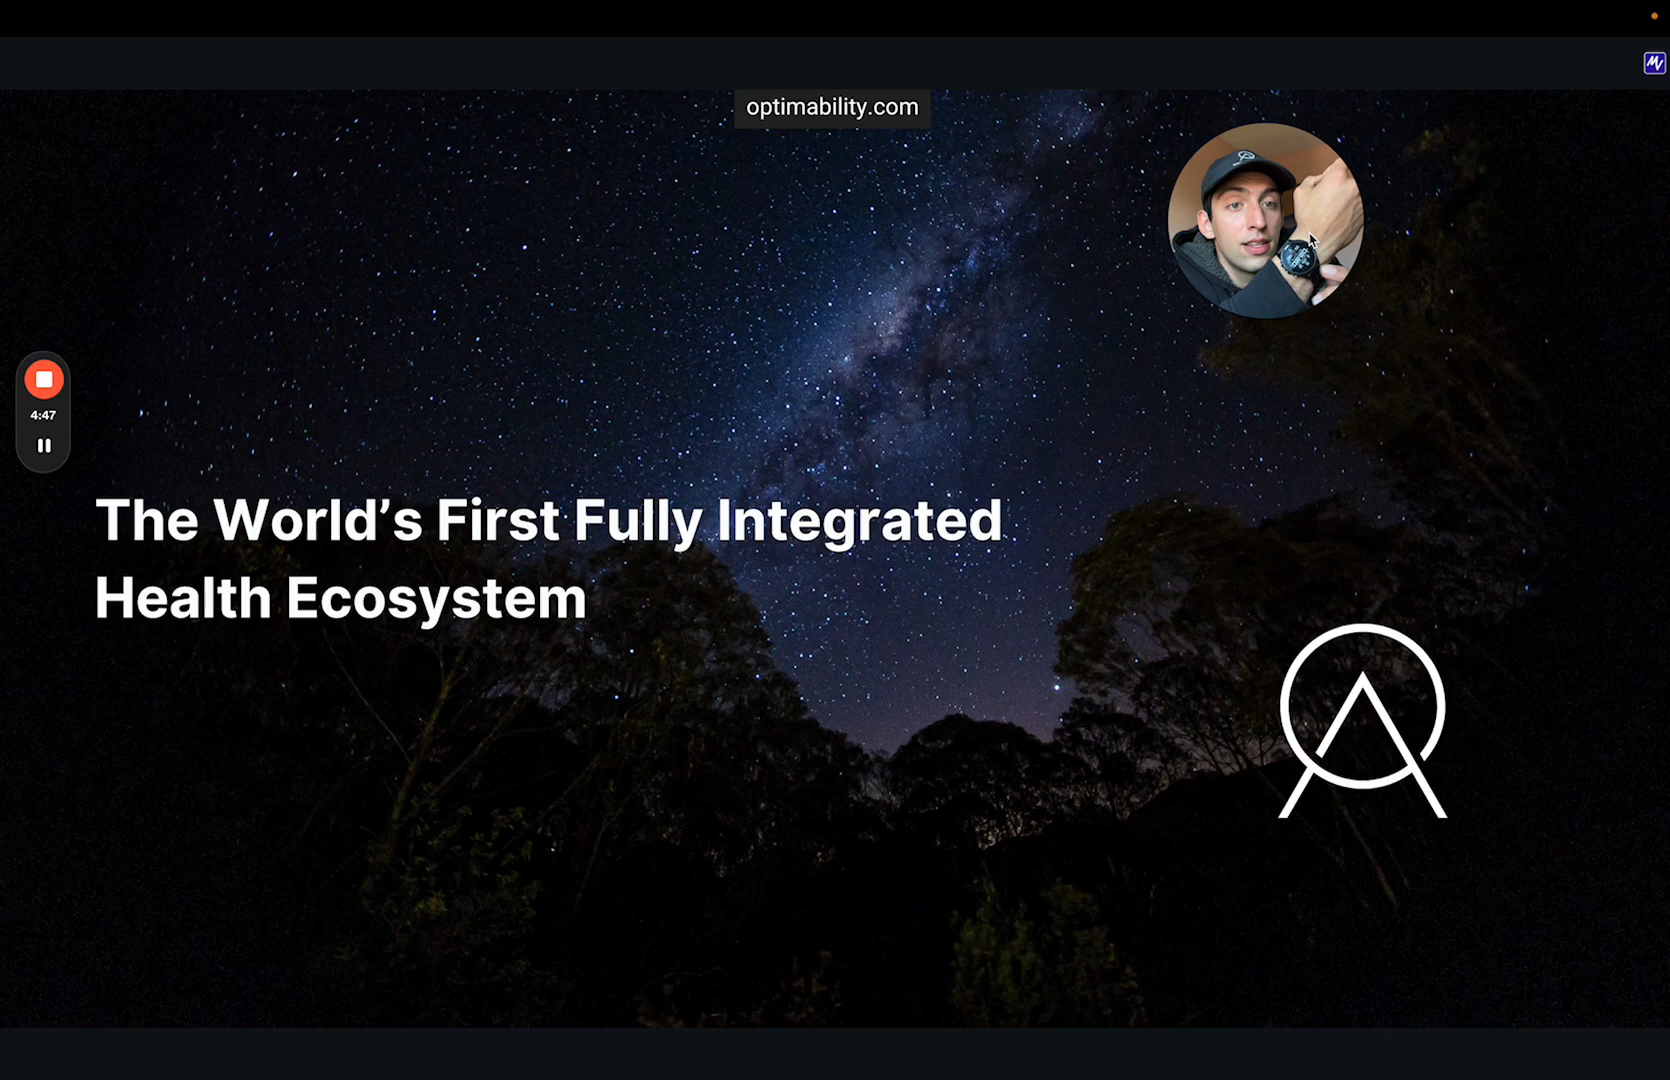 optimability.com
4:47
The World’s First Fully Integrated
Health Ecosystem